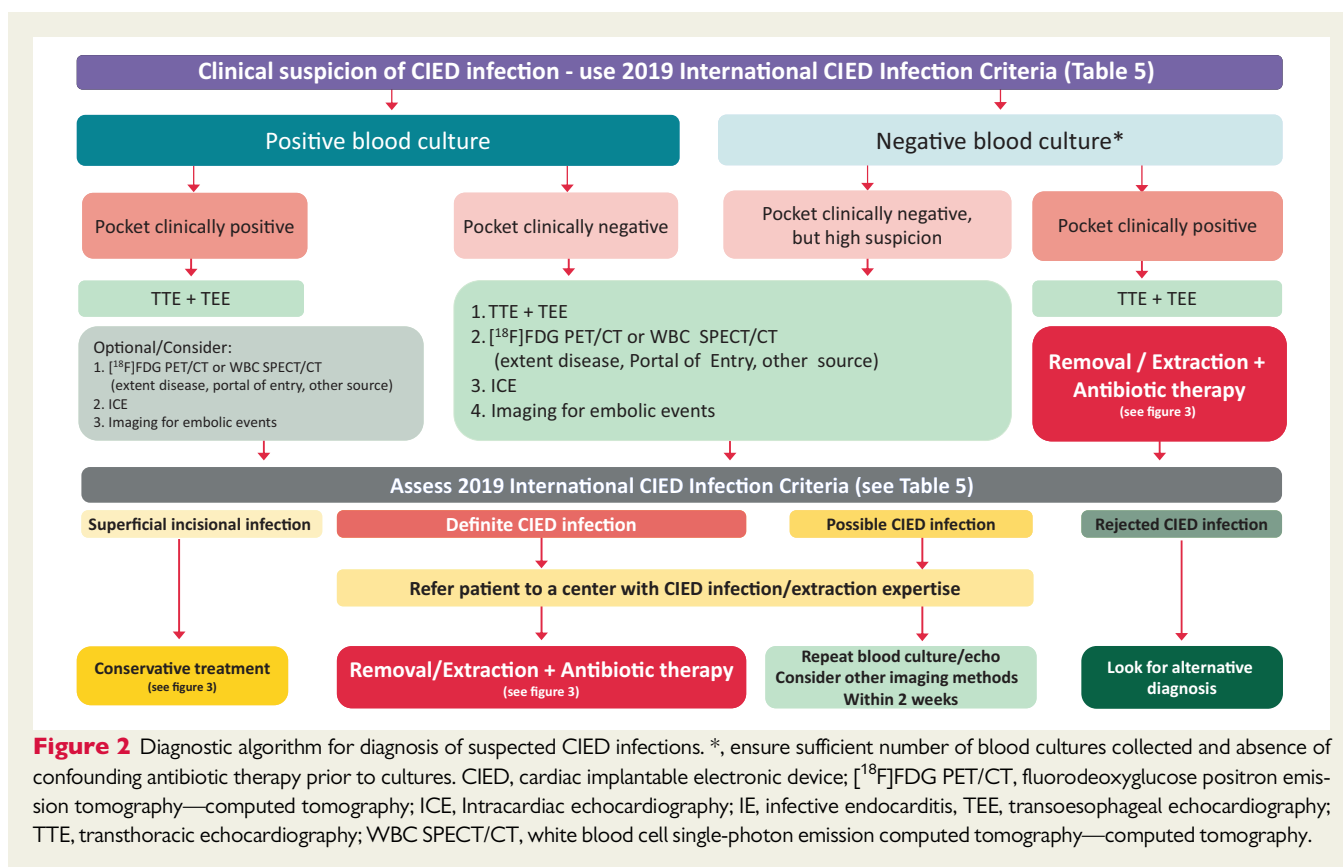 Clinical suspicion of CIED infection - use 2019 International CIED Infection Criteria (Table 5)
Positive blood culture
Negative blood culture*
Pocket clinically positive
Pocket clinically negative
Pocket clinically negative,
but high suspicion
Pocket clinically positive
TTE + TEE
Optional/Consider:
1. [¹⁸F]FDG PET/CT or WBC SPECT/CT
(extent disease, portal of entry, other source)
2. ICE
3. Imaging for embolic events
1. TTE + TEE
2. [¹⁸F]FDG PET/CT or WBC SPECT/CT
(extent disease, Portal of Entry, other source)
3. ICE
4. Imaging for embolic events
TTE + TEE
Removal / Extraction +
Antibiotic therapy
(see figure 3)
Assess 2019 International CIED Infection Criteria (see Table 5)
Superficial incisional infection
Definite CIED infection
Possible CIED infection
Rejected CIED infection
Refer patient to a center with CIED infection/extraction expertise
Conservative treatment
(see figure 3)
Removal/Extraction + Antibiotic therapy
(see figure 3)
Repeat blood culture/echo
Consider other imaging methods
Within 2 weeks
Look for alternative
diagnosis
Figure 2 Diagnostic algorithm for diagnosis of suspected CIED infections. *, ensure sufficient number of blood cultures collected and absence of
confounding antibiotic therapy prior to cultures. CIED, cardiac implantable electronic device; [¹⁸F]FDG PET/CT, fluorodeoxyglucose positron emis-
sion tomography—computed tomography; ICE, Intracardiac echocardiography; IE, infective endocarditis, TEE, transoesophageal echocardiography;
TTE, transthoracic echocardiography; WBC SPECT/CT, white blood cell single-photon emission computed tomography—computed tomography.